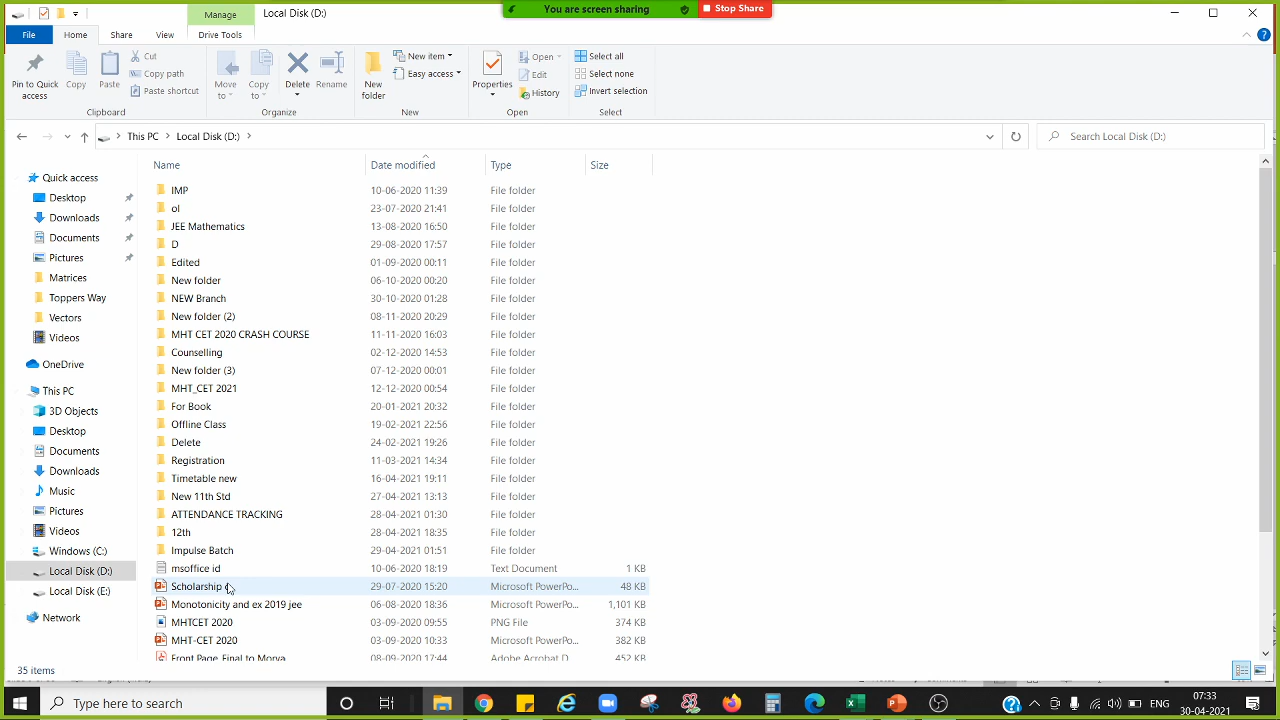 Manage
Local Disk (D:)
You are screen sharing
Stop Share
File
Home
Share
View
Drive Tools
Pin to Quick access
Copy
Paste
Cut
Copy path
Paste shortcut
Clipboard
Move to
Copy to
Delete
Rename
Organize
New folder
New item
Easy access
New
Properties
Open
Edit
History
Open
Select all
Select none
Invert selection
Select
This PC
Local Disk (D:)
Search Local Disk (D:)
Name Date modified Type Size
Quick access
Desktop
Downloads
Documents
Pictures
Matrices
Toppers Way
Vectors
Videos
OneDrive
This PC
3D Objects
Desktop
Documents
Downloads
Music
Pictures
Videos
Windows (C:)
Local Disk (D:)
Local Disk (E:)
Network
IMP 10-06-2020 11:39 File folder
ol 23-07-2020 21:41 File folder
JEE Mathematics 13-08-2020 16:50 File folder
D 29-08-2020 17:57 File folder
Edited 01-09-2020 00:11 File folder
New folder 06-10-2020 00:20 File folder
NEW Branch 30-10-2020 01:28 File folder
New folder (2) 08-11-2020 20:29 File folder
MHT CET 2020 CRASH COURSE 11-11-2020 16:03 File folder
Counselling 02-12-2020 14:53 File folder
New folder (3) 07-12-2020 00:01 File folder
MHT_CET 2021 12-12-2020 00:54 File folder
For Book 20-01-2021 20:32 File folder
Offline Class 19-02-2021 22:56 File folder
Delete 24-02-2021 19:26 File folder
Registration 11-03-2021 14:34 File folder
Timetable new 16-04-2021 19:11 File folder
New 11th Std 27-04-2021 13:13 File folder
ATTENDANCE TRACKING 28-04-2021 01:30 File folder
12th 28-04-2021 18:35 File folder
Impulse Batch 29-04-2021 01:51 File folder
msoffice id 10-06-2020 18:19 Text Document 1 KB
Scholarship 29-07-2020 15:20 Microsoft PowerPo... 48 KB
Monotonicity and ex 2019 jee 06-08-2020 18:36 Microsoft PowerPo... 1,101 KB
MHTCET 2020 03-09-2020 09:55 PNG File 374 KB
MHT-CET 2020 03-09-2020 10:33 Microsoft PowerPo... 382 KB
Front Page Final to Morya 08-09-2020 17:44 Adobe Acrobat D... 452 KB
35 items
Type here to search
ENG
07:33
30-04-2021